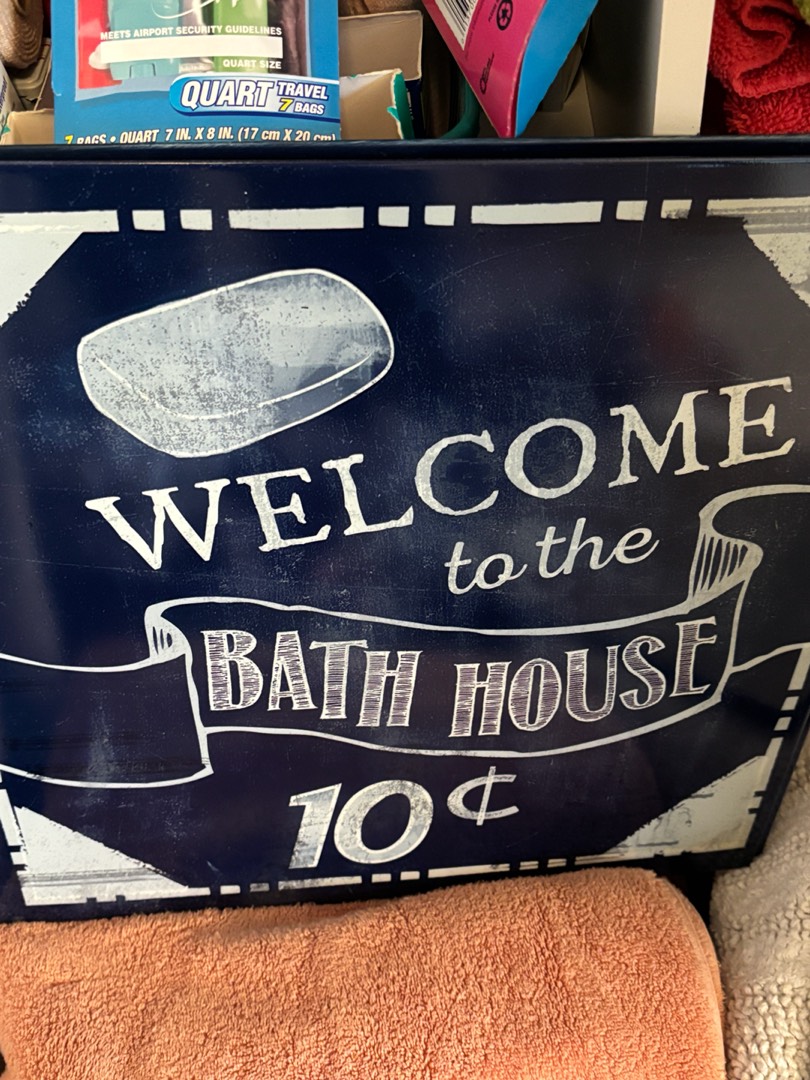 MEETS AIRPORT SECURITY GUIDELINES
QUART SIZE
QUART TRAVEL
7 BAGS
7 BAGS • QUART 7 IN. X 8 IN. (17 cm X 20 cm)
WELCOME
to the
BATH HOUSE
10¢